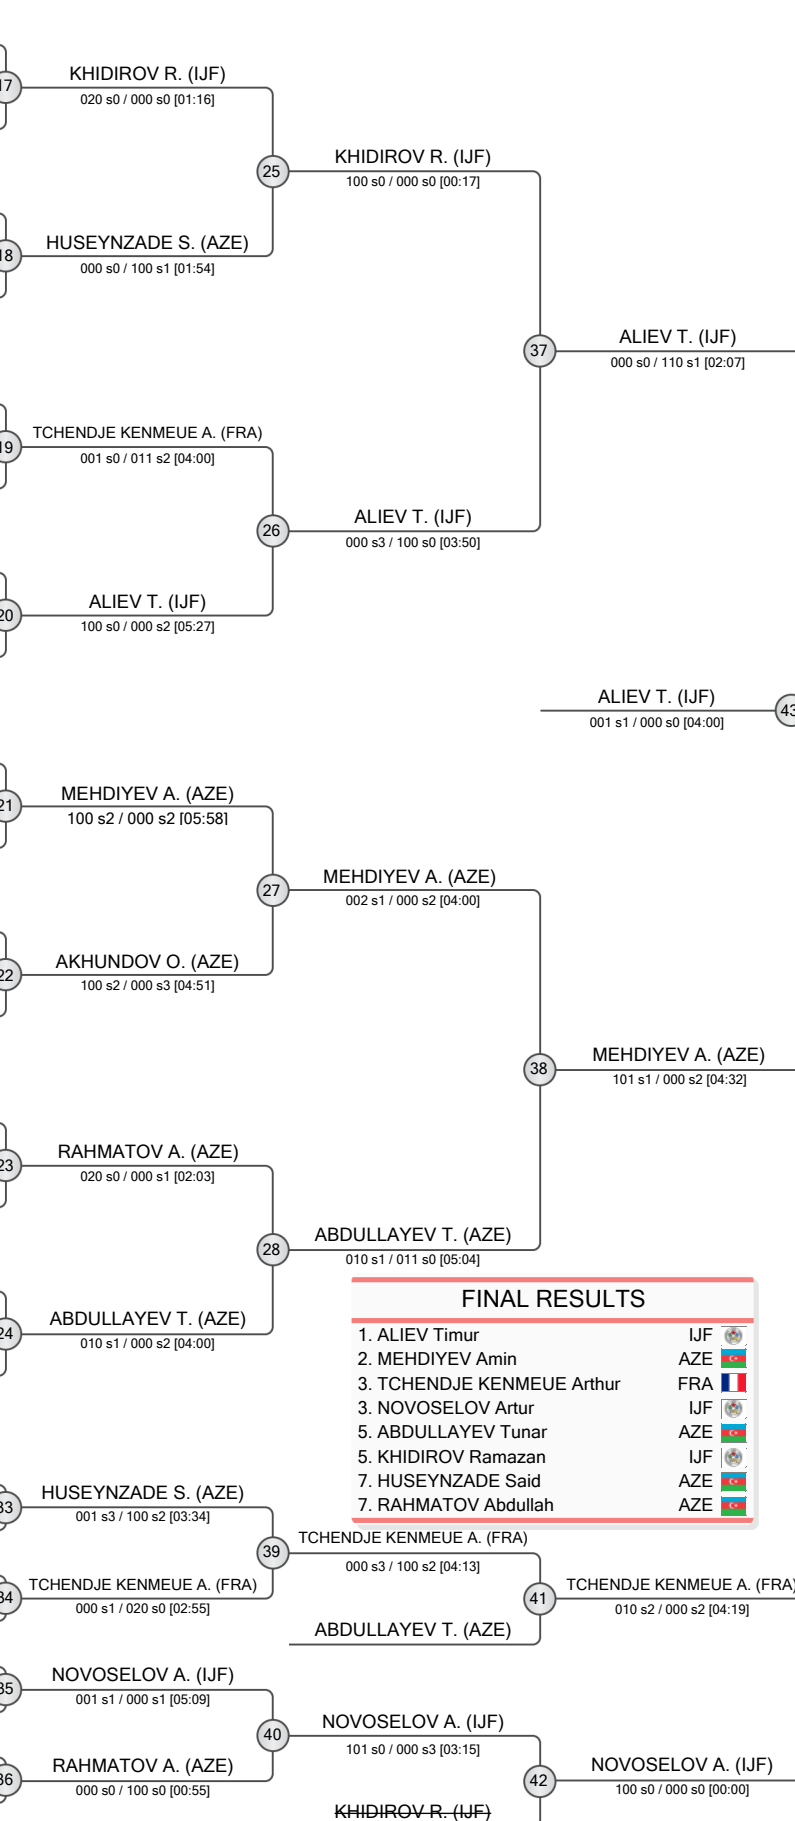 17
KHIDIROV R. (IJF)
020 s0 / 000 s0 [01:16]
25
KHIDIROV R. (IJF)
100 s0 / 000 s0 [00:17]
18
HUSEYNZADE S. (AZE)
000 s0 / 100 s1 [01:54]
37
ALIEV T. (IJF)
000 s0 / 110 s1 [02:07]
19
TCHENDJE KENMEUE A. (FRA)
001 s0 / 011 s2 [04:00]
26
ALIEV T. (IJF)
000 s3 / 100 s0 [03:50]
20
ALIEV T. (IJF)
100 s0 / 000 s2 [05:27]
ALIEV T. (IJF)
43
001 s1 / 000 s0 [04:00]
21
MEHDIYEV A. (AZE)
100 s2 / 000 s2 [05:58]
27
MEHDIYEV A. (AZE)
002 s1 / 000 s2 [04:00]
22
AKHUNDOV O. (AZE)
100 s2 / 000 s3 [04:51]
38
MEHDIYEV A. (AZE)
101 s1 / 000 s2 [04:32]
23
RAHMATOV A. (AZE)
020 s0 / 000 s1 [02:03]
28
ABDULLAYEV T. (AZE)
010 s1 / 011 s0 [05:04]
24
ABDULLAYEV T. (AZE)
010 s1 / 000 s2 [04:00]
FINAL RESULTS
1. ALIEV Timur IJF
2. MEHDIYEV Amin AZE
3. TCHENDJE KENMEUE Arthur FRA
3. NOVOSELOV Artur IJF
5. ABDULLAYEV Tunar AZE
5. KHIDIROV Ramazan IJF
7. HUSEYNZADE Said AZE
7. RAHMATOV Abdullah AZE
33
HUSEYNZADE S. (AZE)
001 s3 / 100 s2 [03:34]
39
TCHENDJE KENMEUE A. (FRA)
000 s3 / 100 s2 [04:13]
34
TCHENDJE KENMEUE A. (FRA)
000 s1 / 020 s0 [02:55]
41
TCHENDJE KENMEUE A. (FRA)
010 s2 / 000 s2 [04:19]
ABDULLAYEV T. (AZE)
35
NOVOSELOV A. (IJF)
001 s1 / 000 s1 [05:09]
40
NOVOSELOV A. (IJF)
101 s0 / 000 s3 [03:15]
36
RAHMATOV A. (AZE)
000 s0 / 100 s0 [00:55]
42
NOVOSELOV A. (IJF)
100 s0 / 000 s0 [00:00]
KHIDIROV R. (IJF)